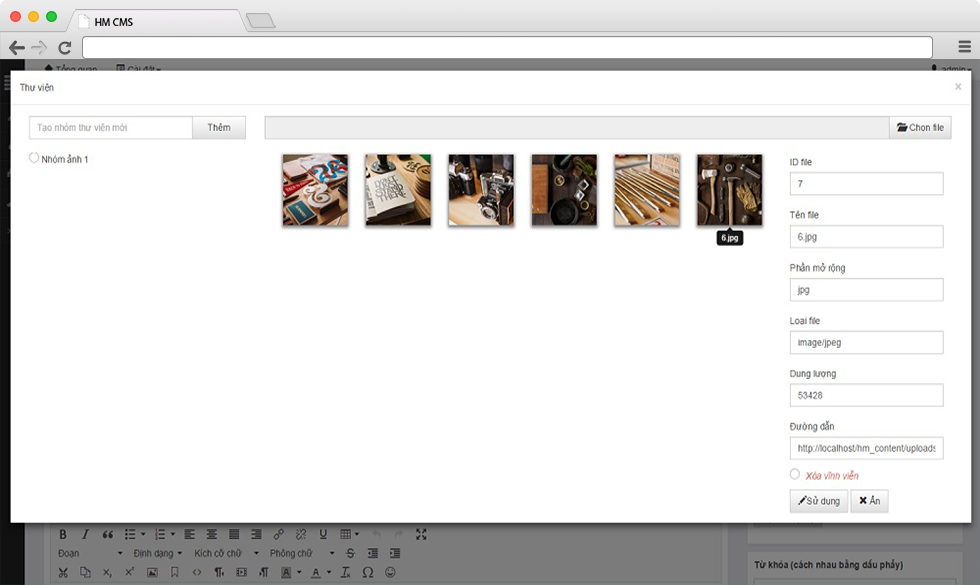 HM CMS
Tổng quan Cài đặt admin
Thư viện
×
Tạo nhóm thư viện mới Thêm Chọn file
Nhóm ảnh 1
6.jpg
ID file
7
Tên file
6.jpg
Phần mở rộng
jpg
Loại file
image/jpeg
Dung lượng
53428
Đường dẫn
http://localhost/hm_content/uploads
Xóa vĩnh viễn
Sử dụng Ẩn
Đoạn Định dạng Kích cỡ chữ Phông chữ
Từ khóa (cách nhau bằng dấu phẩy)